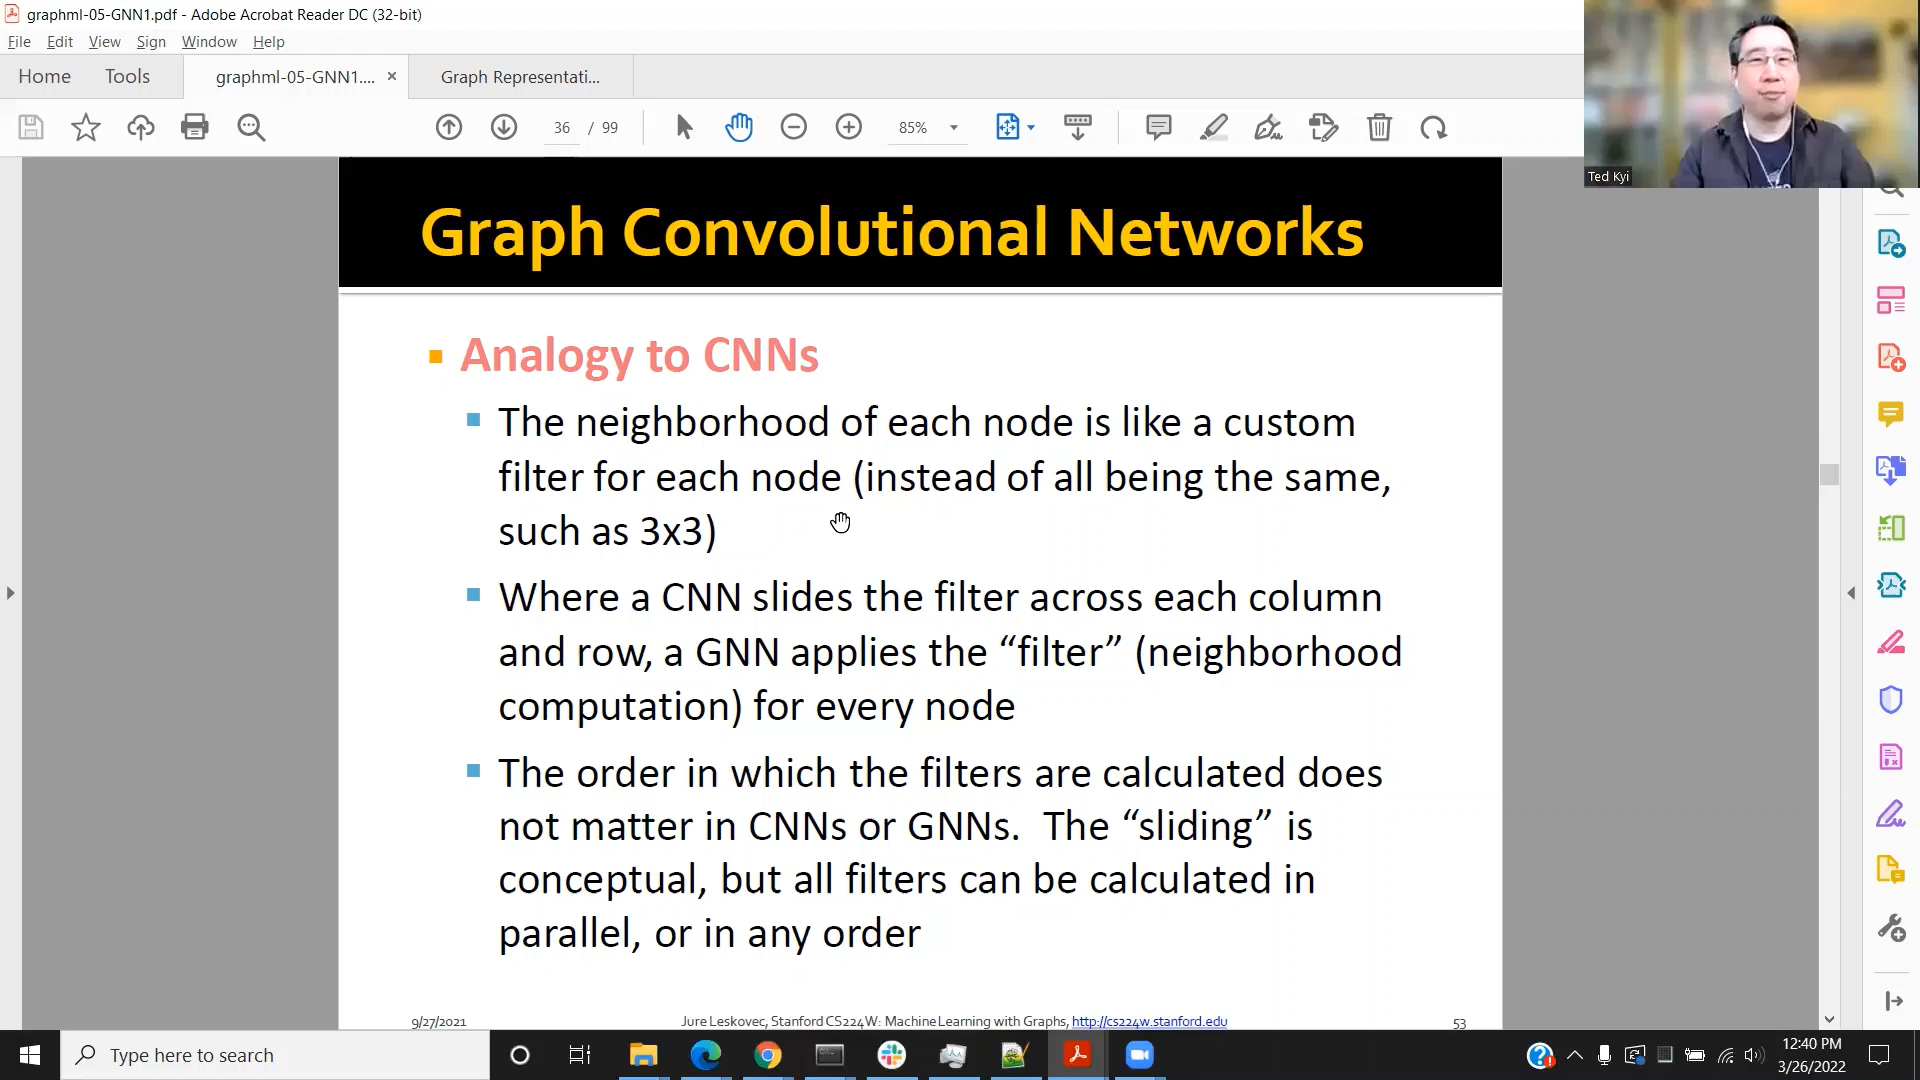 graphml-05-GNN1.pdf - Adobe Acrobat Reader DC (32-bit)
File Edit View Sign Window Help
Home Tools graphml-05-GNN1.... × Graph Representati...
36 / 99 85%
Ted Kyi
Graph Convolutional Networks
Analogy to CNNs
The neighborhood of each node is like a custom
filter for each node (instead of all being the same,
such as 3x3)
Where a CNN slides the filter across each column
and row, a GNN applies the “filter” (neighborhood
computation) for every node
The order in which the filters are calculated does
not matter in CNNs or GNNs.  The “sliding” is
conceptual, but all filters can be calculated in
parallel, or in any order
9/27/2021 Jure Leskovec, Stanford CS224W: Machine Learning with Graphs, http://cs224w.stanford.edu 53
Type here to search
12:40 PM
3/26/2022